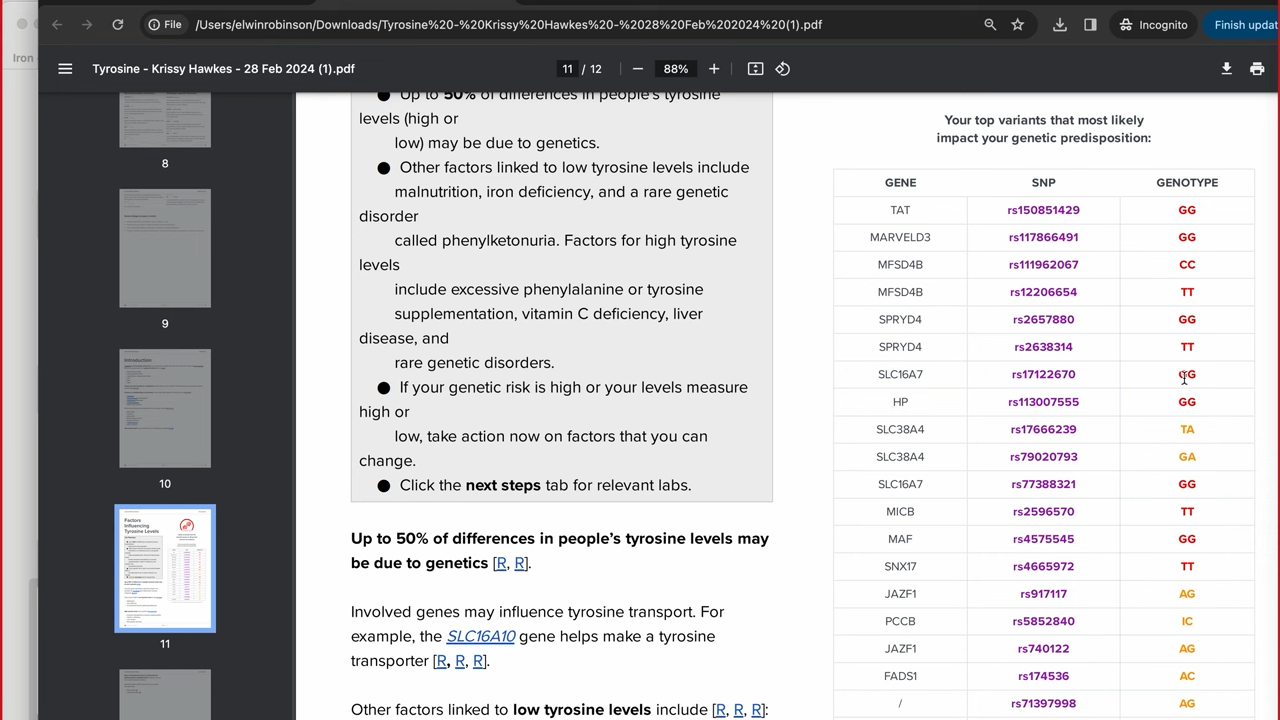 File
/Users/elwinrobinson/Downloads/Tyrosine%20-%20Krissy%20Hawkes%20-%2028%20Feb%202024%20(1).pdf
Incognito
Finish updat
Iron
Tyrosine - Krissy Hawkes - 28 Feb 2024 (1).pdf
11 / 12
88%
8
9
10
11
Up to 50% of differences in people's tyrosine
levels (high or
low) may be due to genetics.
● Other factors linked to low tyrosine levels include
malnutrition, iron deficiency, and a rare genetic
disorder
called phenylketonuria. Factors for high tyrosine
levels
include excessive phenylalanine or tyrosine
supplementation, vitamin C deficiency, liver
disease, and
rare genetic disorders.
● If your genetic risk is high or your levels measure
high or
low, take action now on factors that you can
change.
● Click the next steps tab for relevant labs.
Up to 50% of differences in people's tyrosine levels may
be due to genetics [R, R].
Involved genes may influence tyrosine transport. For
example, the SLC16A10 gene helps make a tyrosine
transporter [R, R, R].
Other factors linked to low tyrosine levels include [R, R, R]:
Your top variants that most likely
impact your genetic predisposition:
GENE SNP GENOTYPE
TAT rs150851429 GG
MARVELD3 rs117866491 GG
MFSD4B rs111962067 CC
MFSD4B rs12206654 TT
SPRYD4 rs2657880 GG
SPRYD4 rs2638314 TT
SLC16A7 rs17122670
HP rs113007555 GG
SLC38A4 rs17666239 TA
SLC38A4 rs79020793 GA
SLC16A7 rs77388321 GG
MICB rs2596570 TT
MAF rs4575545 GG
SNX17 rs4665972 TT
JAZF1 rs917117 AG
PCCB rs5852840 IC
JAZF1 rs740122 AG
FADS1 rs174536 AC
/ rs71397998 AG